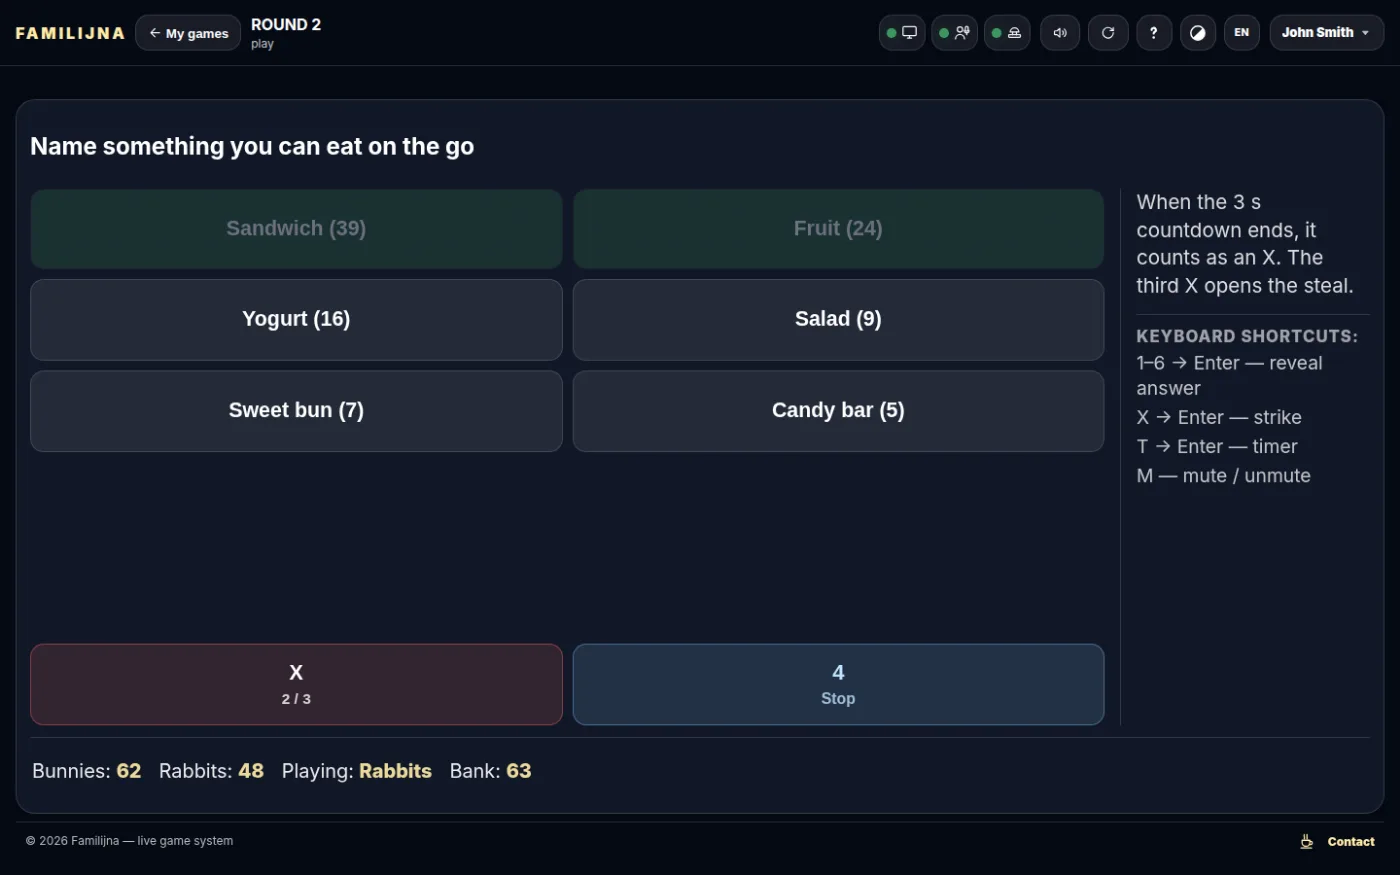 FAMILIJNA
← My games
ROUND 2
play
?
EN
John Smith
Name something you can eat on the go
Sandwich (39)
Fruit (24)
Yogurt (16)
Salad (9)
Sweet bun (7)
Candy bar (5)
When the 3 s
countdown ends, it
counts as an X. The
third X opens the steal.
KEYBOARD SHORTCUTS:
1–6 → Enter — reveal
answer
X → Enter — strike
T → Enter — timer
M — mute / unmute
X
2 / 3
4
Stop
Bunnies: 62 Rabbits: 48 Playing: Rabbits Bank: 63
© 2026 Familijna — live game system
Contact